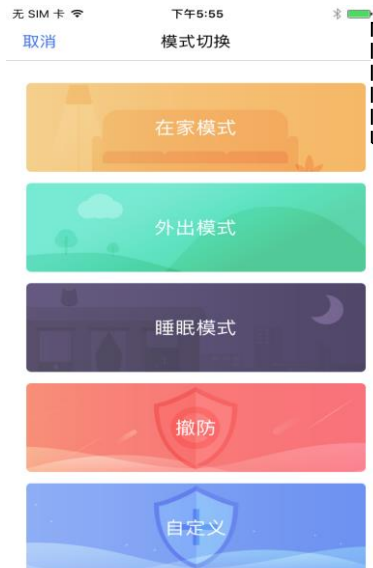 无 SIM 卡 下午5:55
取消 模式切换
在家模式
外出模式
睡眠模式
撤防
自定义